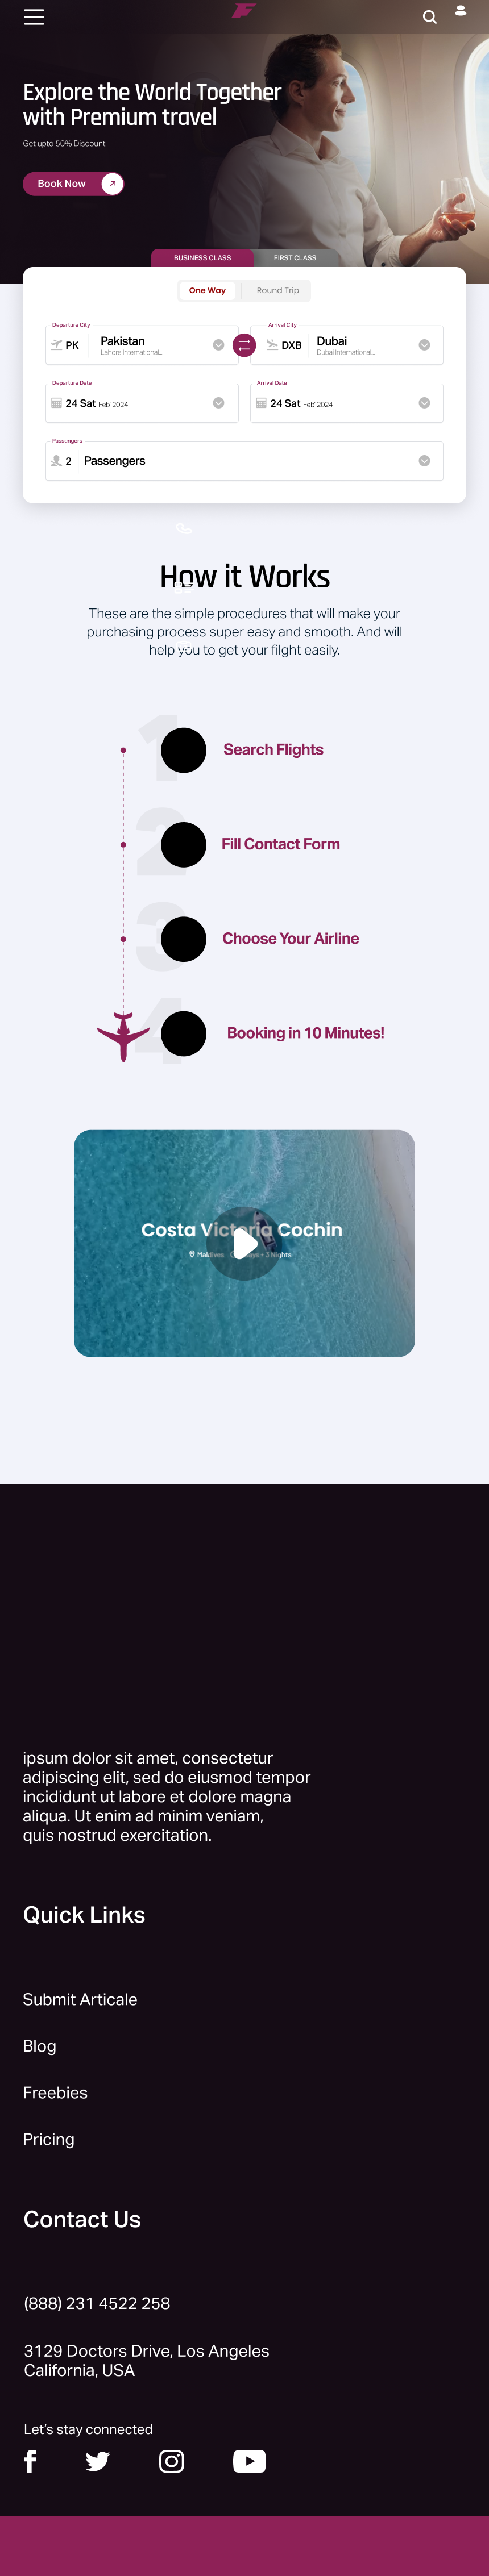 Explore the World Together
with Premium travel
Get upto 50% Discount
Book Now
BUSINESS CLASS
FIRST CLASS
One Way
Round Trip
Departure City
PK
Pakistan
Lahore International..
Arrival City
DXB
Dubai
Dubai International..
Departure Date
24 Sat Feb' 2024
Arrival Date
24 Sat Feb' 2024
Passengers
2
Passengers
How it Works
These are the simple procedures that will make your
purchasing process super easy and smooth. And will
help you to get your filght easily.
1
Search Flights
2
Fill Contact Form
3
Choose Your Airline
4
Booking in 10 Minutes!
Costa Victoria Cochin
Maldives
3 Nights
ipsum dolor sit amet, consectetur
adipiscing elit, sed do eiusmod tempor
incididunt ut labore et dolore magna
aliqua. Ut enim ad minim veniam,
quis nostrud exercitation.
Quick Links
Submit Articale
Blog
Freebies
Pricing
Contact Us
(888) 231 4522 258
3129 Doctors Drive, Los Angeles
California, USA
Let's stay connected